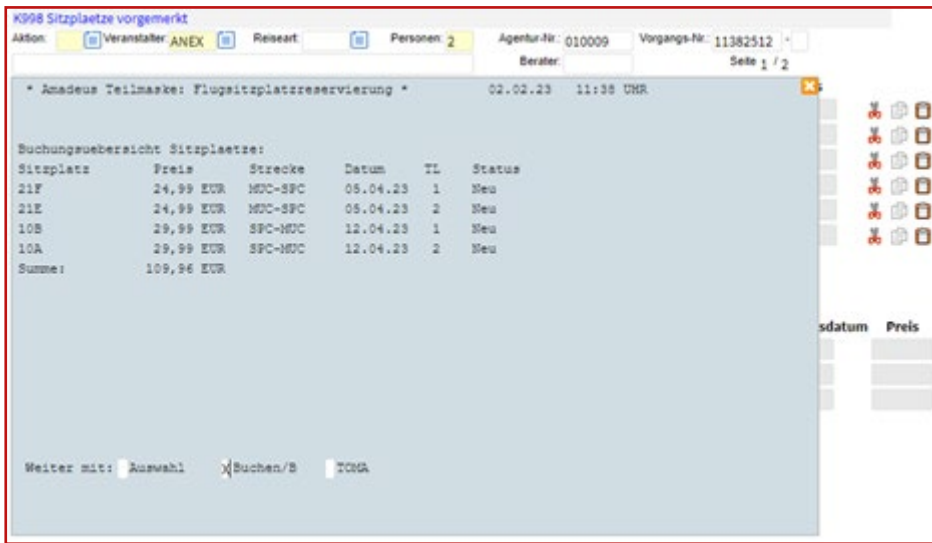 K998 Sitzplaetze vorgemerkt
Aktion: Veranstalter: ANEX Reiseart: Personen: 2 Agentur-Nr.: 010009 Vorgangs-Nr.: 11382512 -
Berater: Seite 1 / 2
* Amadeus Teilmaske: Flugsitzplatzreservierung * 02.02.23 11:38 UHR
Buchungsuebersicht Sitzplaetze:
Sitzplatz Preis Strecke Datum TL Status
21F 24,99 EUR MUC-SPC 05.04.23 1 Neu
21E 24,99 EUR MUC-SPC 05.04.23 2 Neu
10B 29,99 EUR SPC-MUC 12.04.23 1 Neu
10A 29,99 EUR SPC-MUC 12.04.23 2 Neu
Summe: 109,96 EUR
sdatum Preis
Weiter mit: Auswahl X Buchen/B TOMA